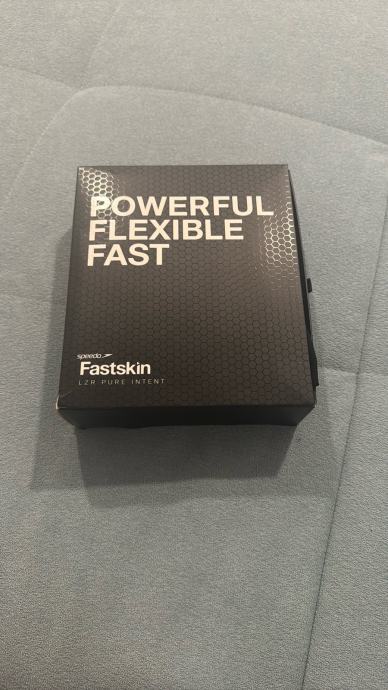 POWERFUL
FLEXIBLE
FAST
speedo
Fastskin
LZR PURE INTENT